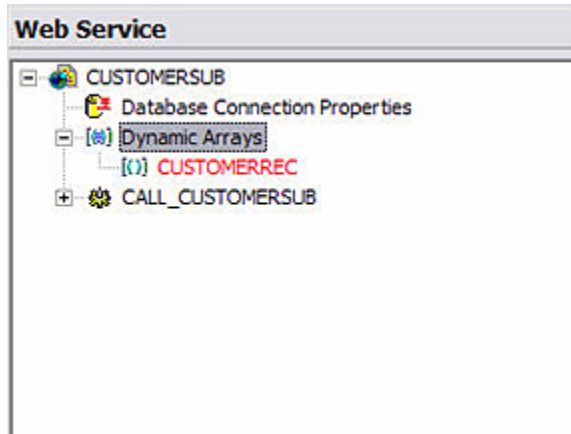 Web Service
CUSTOMERSUB
Database Connection Properties
Dynamic Arrays
CUSTOMERREC
CALL_CUSTOMERSUB